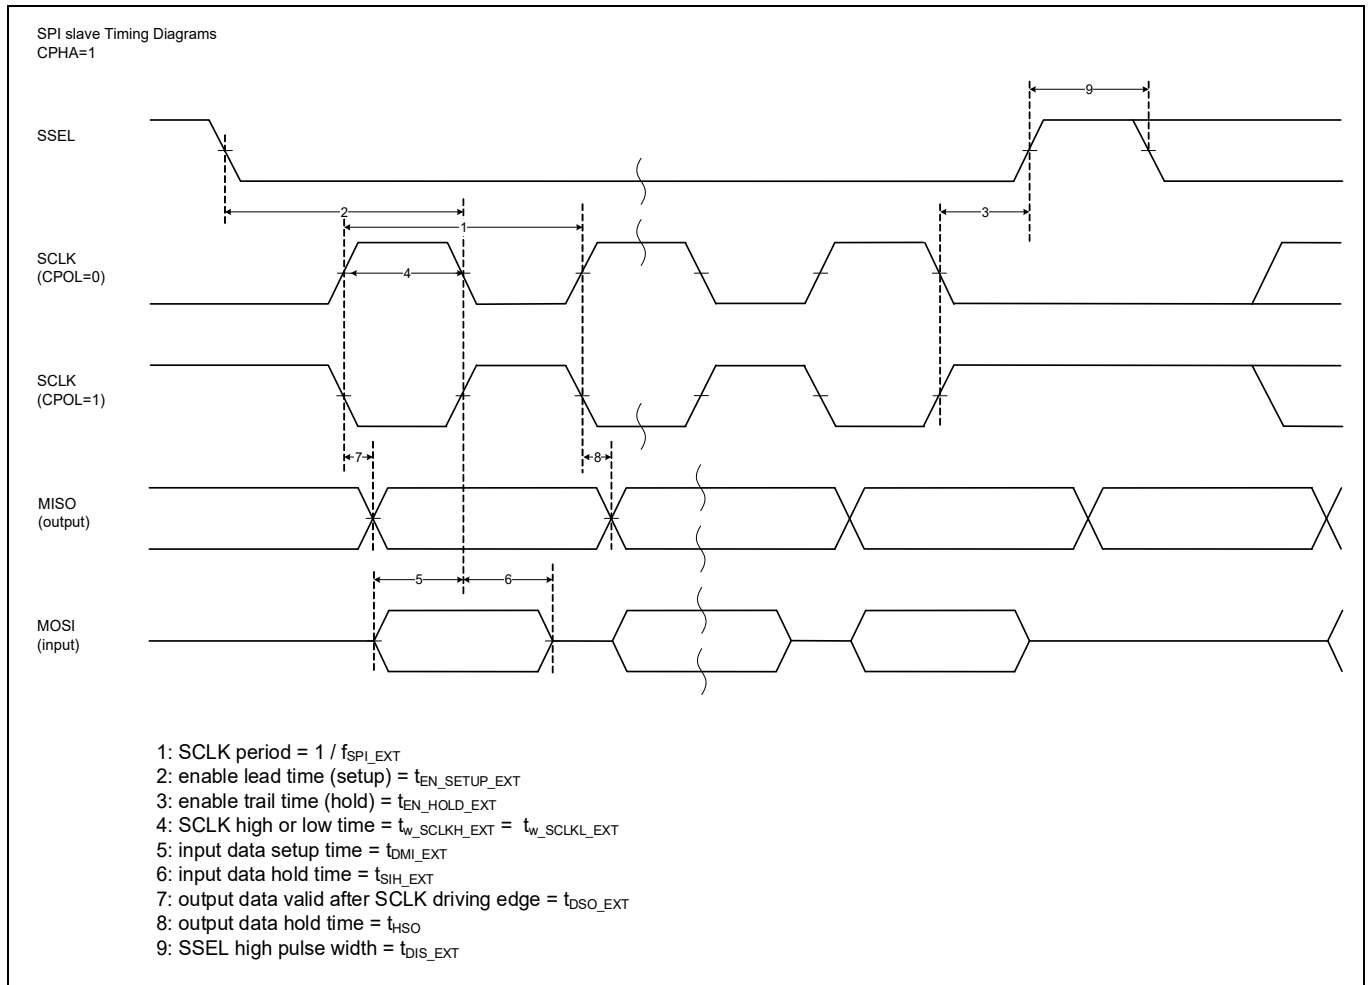 SPI slave Timing Diagrams
CPHA=1
9
SSEL
2
3
1
SCLK
(CPOL=0)
4
SCLK
(CPOL=1)
7
8
MISO
(output)
5
6
MOSI
(input)
1: SCLK period = 1 / fSPI_EXT
2: enable lead time (setup) = tEN_SETUP_EXT
3: enable trail time (hold) = tEN_HOLD_EXT
4: SCLK high or low time = tw_SCLKH_EXT = tw_SCLKL_EXT
5: input data setup time = tDMI_EXT
6: input data hold time = tSIH_EXT
7: output data valid after SCLK driving edge = tDSO_EXT
8: output data hold time = tHSO
9: SSEL high pulse width = tDIS_EXT